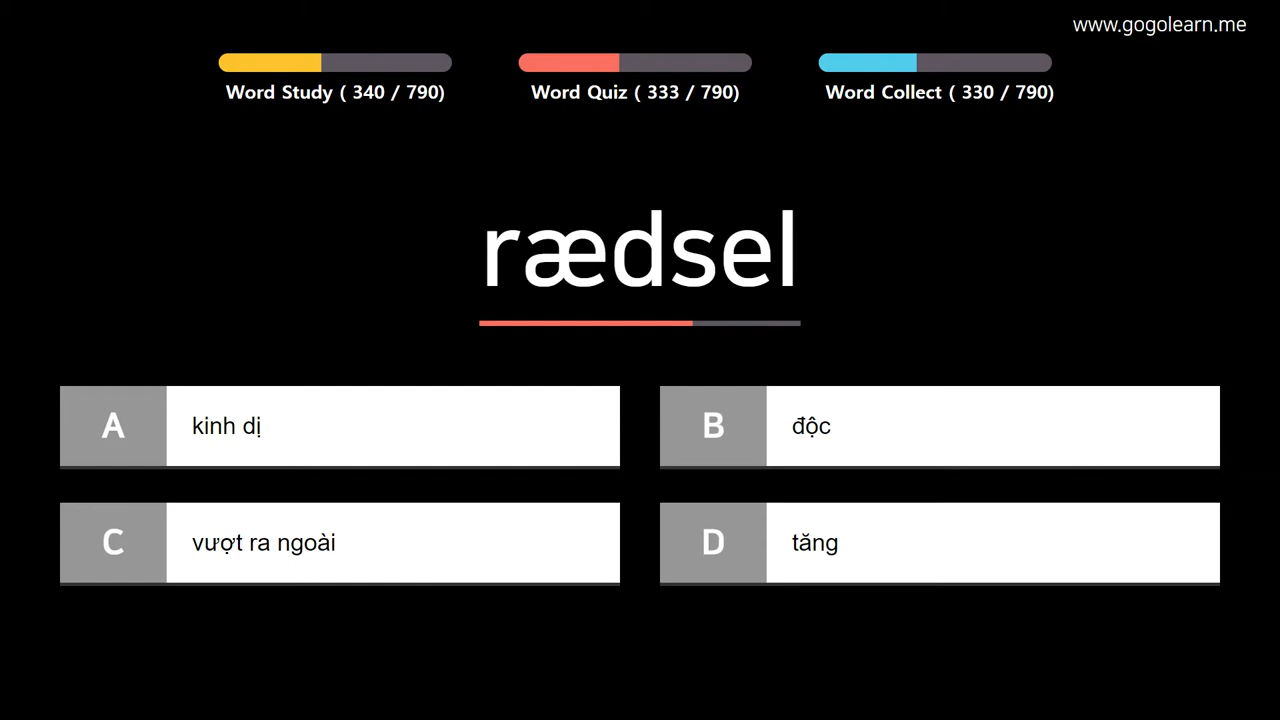 www.gogolearn.me
Word Study ( 340 / 790)
Word Quiz ( 333 / 790)
Word Collect ( 330 / 790)
rædsel
A kinh dị
B độc
C vượt ra ngoài
D tăng